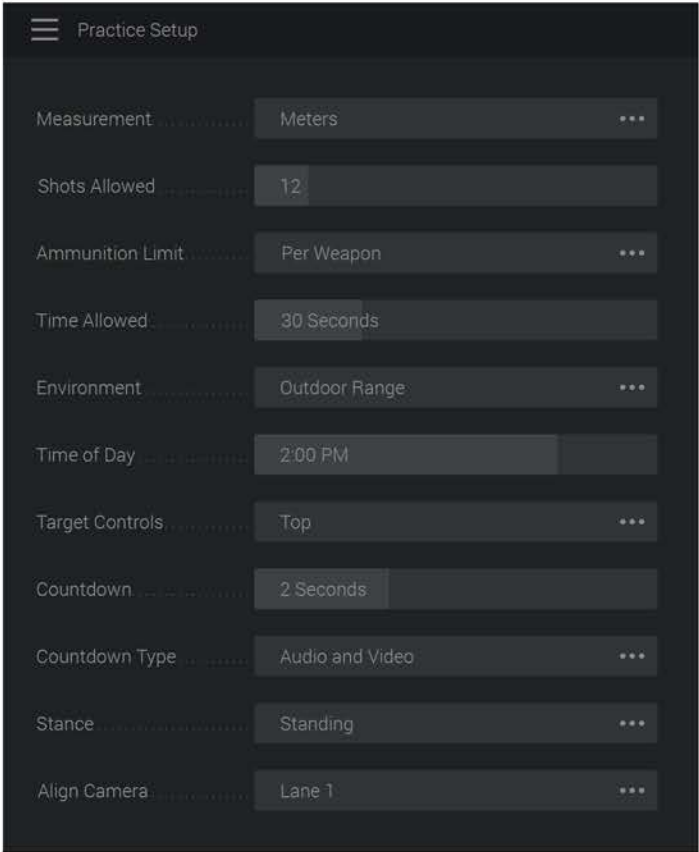 Practice Setup
Measurement ............ Meters •••
Shots Allowed ............ 12
Ammunition Limit ........ Per Weapon •••
Time Allowed ............. 30 Seconds
Environment .............. Outdoor Range •••
Time of Day .............. 2:00 PM
Target Controls ........... Top •••
Countdown ............... 2 Seconds
Countdown Type ......... Audio and Video •••
Stance .................... Standing •••
Align Camera ............. Lane 1 •••